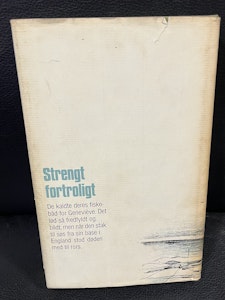 Strengt
fortroligt
De kaldte deres fiske-
båd for Genevieve. Det
lød så fredfyldt og
blidt, men når den stak
til søs fra sin base i
England, stod døden
med til rors.